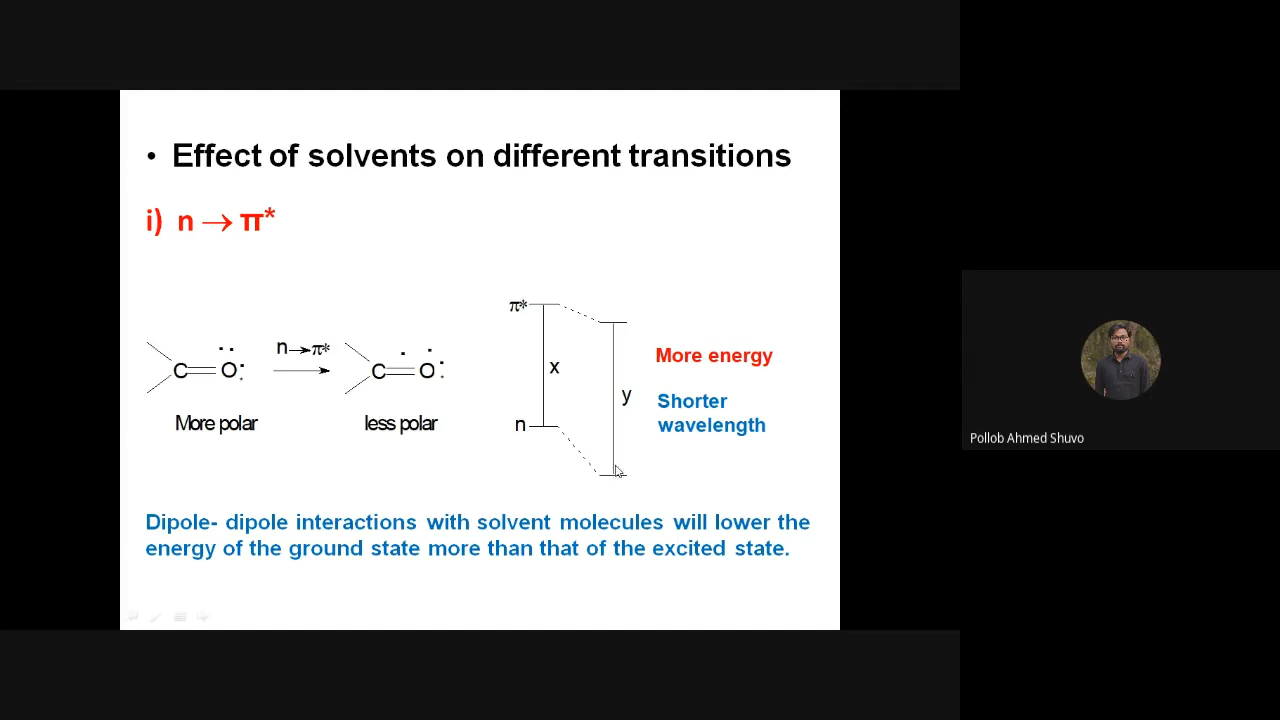 • Effect of solvents on different transitions
i) n → π*
C=O
n→π*
C=O
More polar
less polar
π*
x
n
y
More energy
Shorter
wavelength
Dipole- dipole interactions with solvent molecules will lower the
energy of the ground state more than that of the excited state.
Pollob Ahmed Shuvo